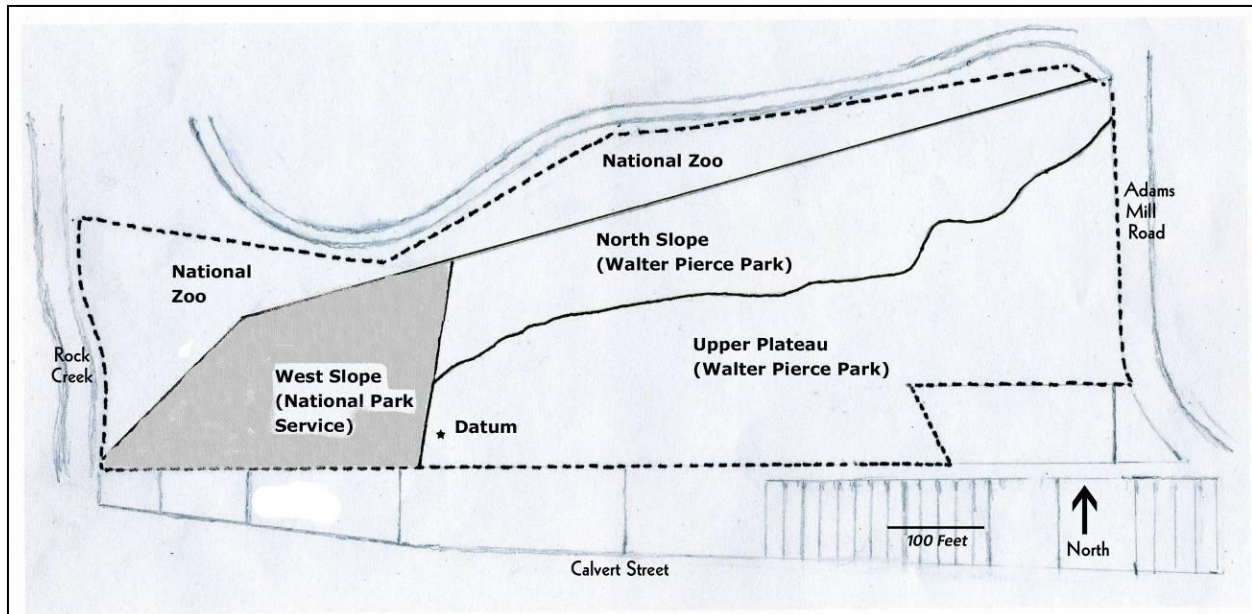 National Zoo
Adams
Mill
Road
North Slope
(Walter Pierce Park)
National
Zoo
Rock
Creek
Upper Plateau
(Walter Pierce Park)
West Slope
(National Park
Service)
Datum
100 Feet
North
Calvert Street